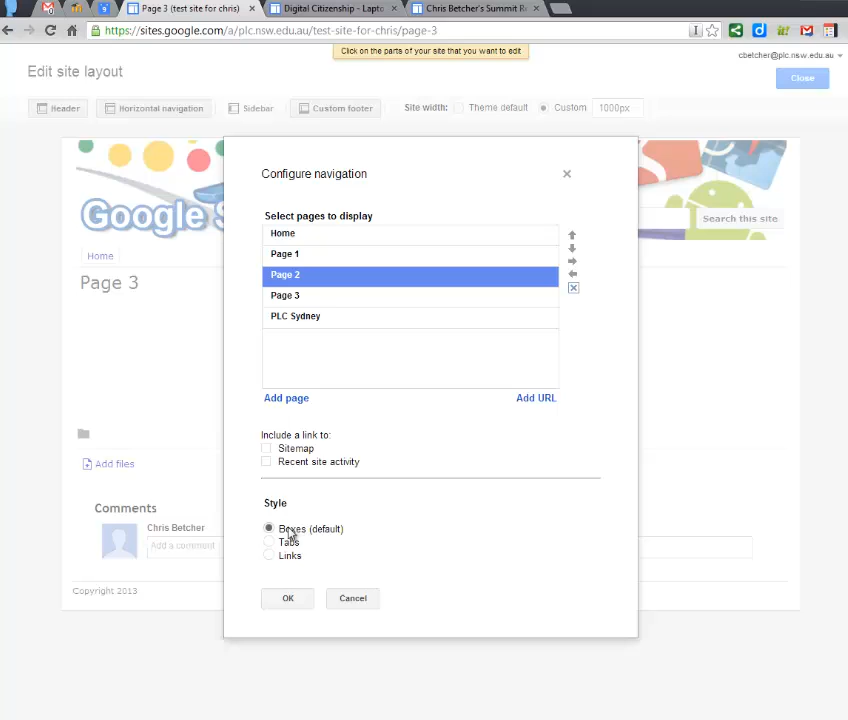 Page 3 (test site for chris)
Digital Citizenship - Lapto
Chris Betcher's Summit Re
https://sites.google.com/a/plc.nsw.edu.au/test-site-for-chris/page-3
Click on the parts of your site that you want to edit
cbetcher@plc.nsw.edu.au
Edit site layout
Close
Header
Horizontal navigation
Sidebar
Custom footer
Site width:
Theme default
Custom
1000px
Google S
Search this site
Home
Page 3
Configure navigation
Select pages to display
Home
Page 1
Page 2
Page 3
PLC Sydney
Add page
Add URL
Include a link to:
Sitemap
Recent site activity
Style
Boxes (default)
Tabs
Links
OK
Cancel
Add files
Comments
Chris Betcher
Add a comment
Copyright 2013